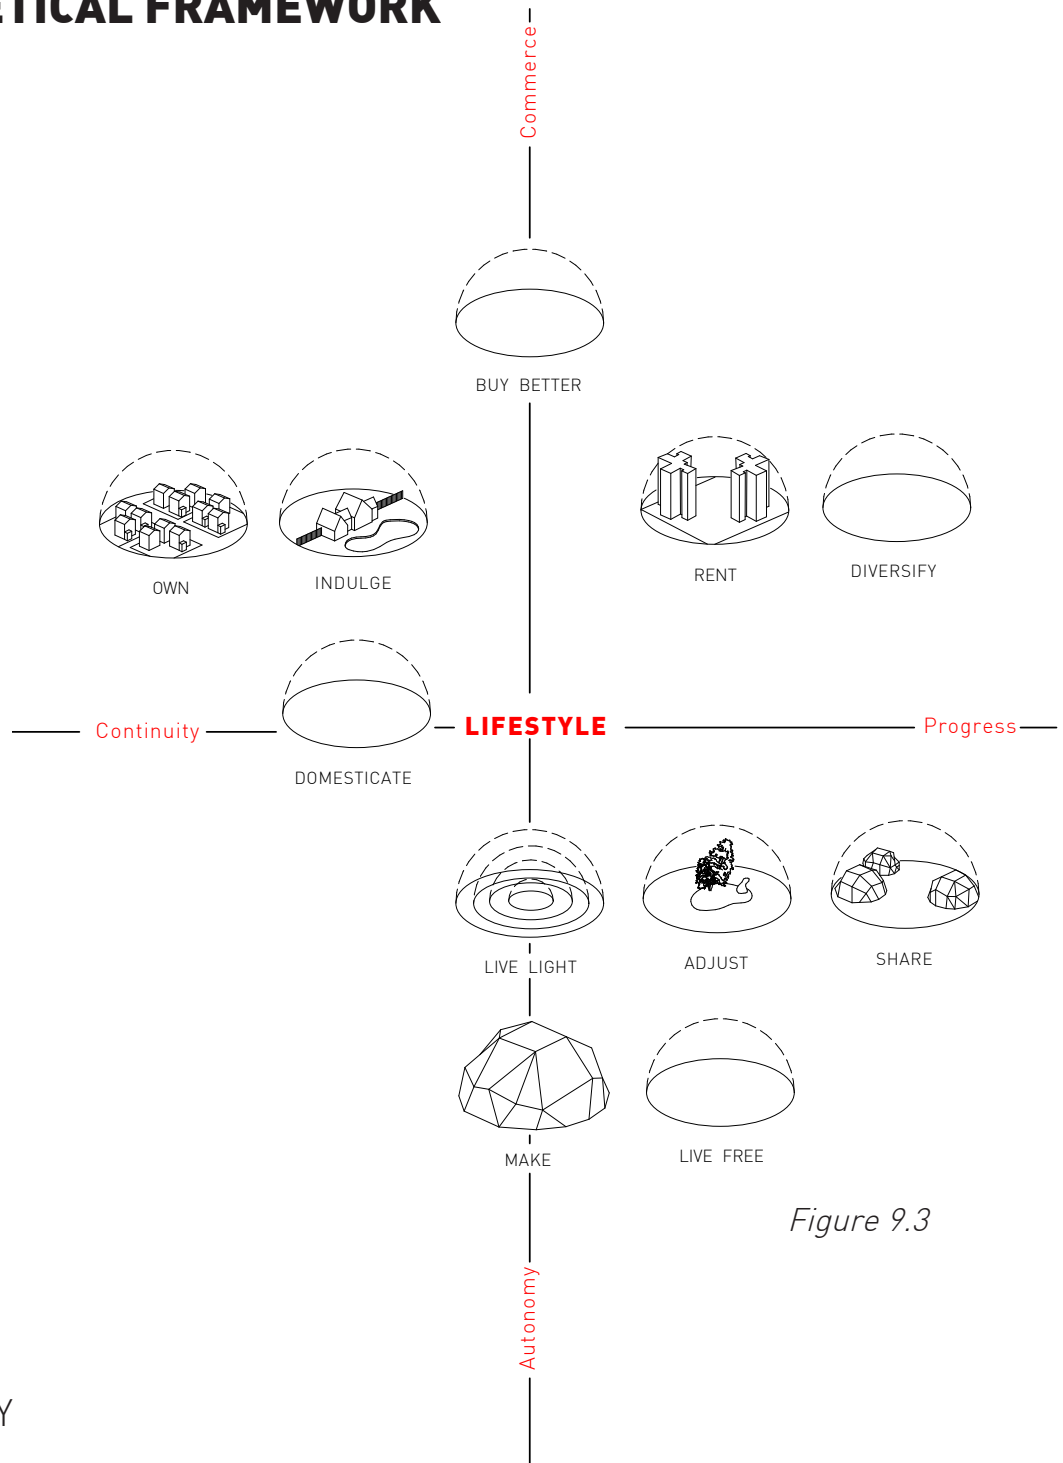 ETICAL FRAMEWORK
Commerce
BUY BETTER
OWN
INDULGE
RENT
DIVERSIFY
Continuity
LIFESTYLE
Progress
DOMESTICATE
LIVE LIGHT
ADJUST
SHARE
MAKE
LIVE FREE
Figure 9.3
Autonomy
Y